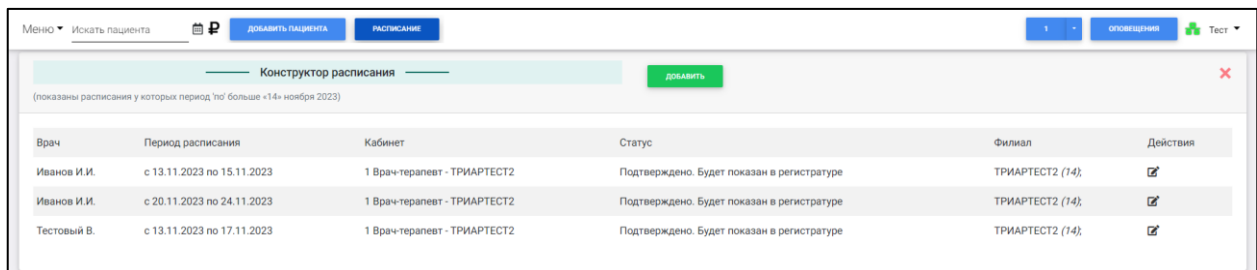 Меню Искать пациента ₽ ДОБАВИТЬ ПАЦИЕНТА РАСПИСАНИЕ 1 ОПОВЕЩЕНИЯ Тест
Конструктор расписания ДОБАВИТЬ
(показаны расписания у которых период 'по' больше «14» ноября 2023)
Врач Период расписания Кабинет Статус Филиал Действия
Иванов И.И. с 13.11.2023 по 15.11.2023 1 Врач-терапевт - ТРИАРТЕСТ2 Подтверждено. Будет показан в регистратуре ТРИАРТЕСТ2 (14);
Иванов И.И. с 20.11.2023 по 24.11.2023 1 Врач-терапевт - ТРИАРТЕСТ2 Подтверждено. Будет показан в регистратуре ТРИАРТЕСТ2 (14);
Тестовый В. с 13.11.2023 по 17.11.2023 1 Врач-терапевт - ТРИАРТЕСТ2 Подтверждено. Будет показан в регистратуре ТРИАРТЕСТ2 (14);